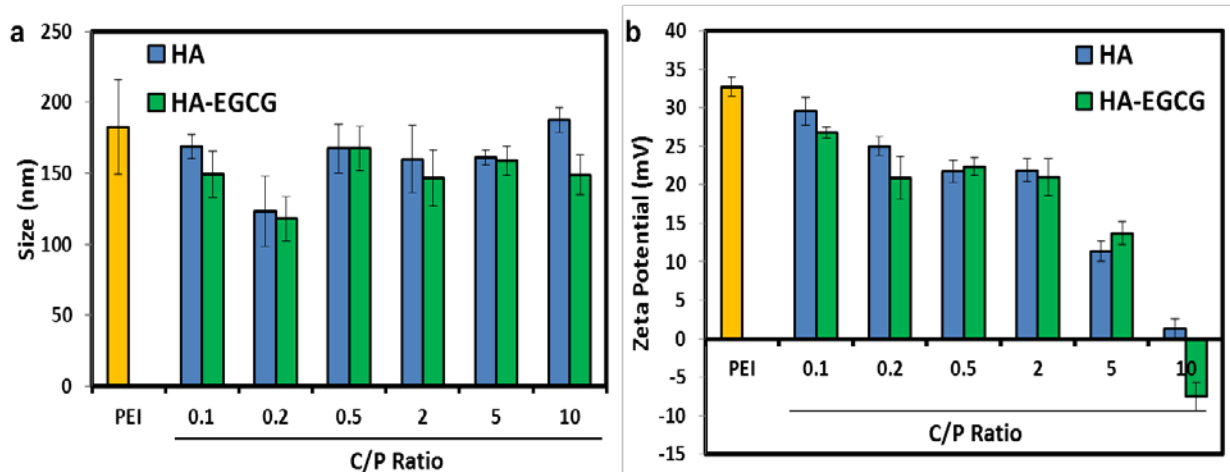 a
HA
HA-EGCG
Size (nm)
250
200
150
100
50
0
PEI 0.1 0.2 0.5 2 5 10
C/P Ratio
b
HA
HA-EGCG
Zeta Potential (mV)
40
35
30
25
20
15
10
5
0
-5
-10
-15
PEI 0.1 0.2 0.5 2 5 10
C/P Ratio